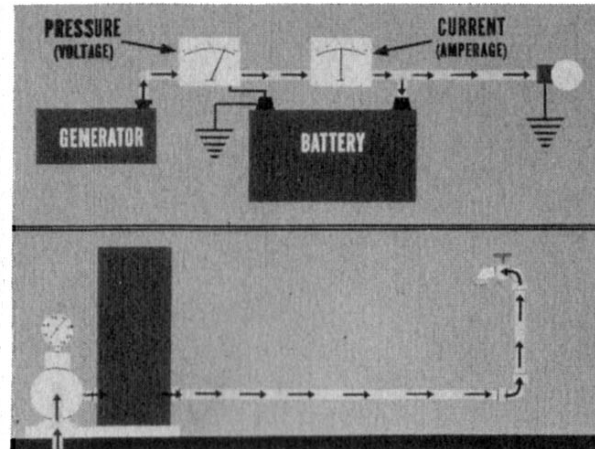 PRESSURE
(VOLTAGE)
CURRENT
(AMPERAGE)
GENERATOR
BATTERY